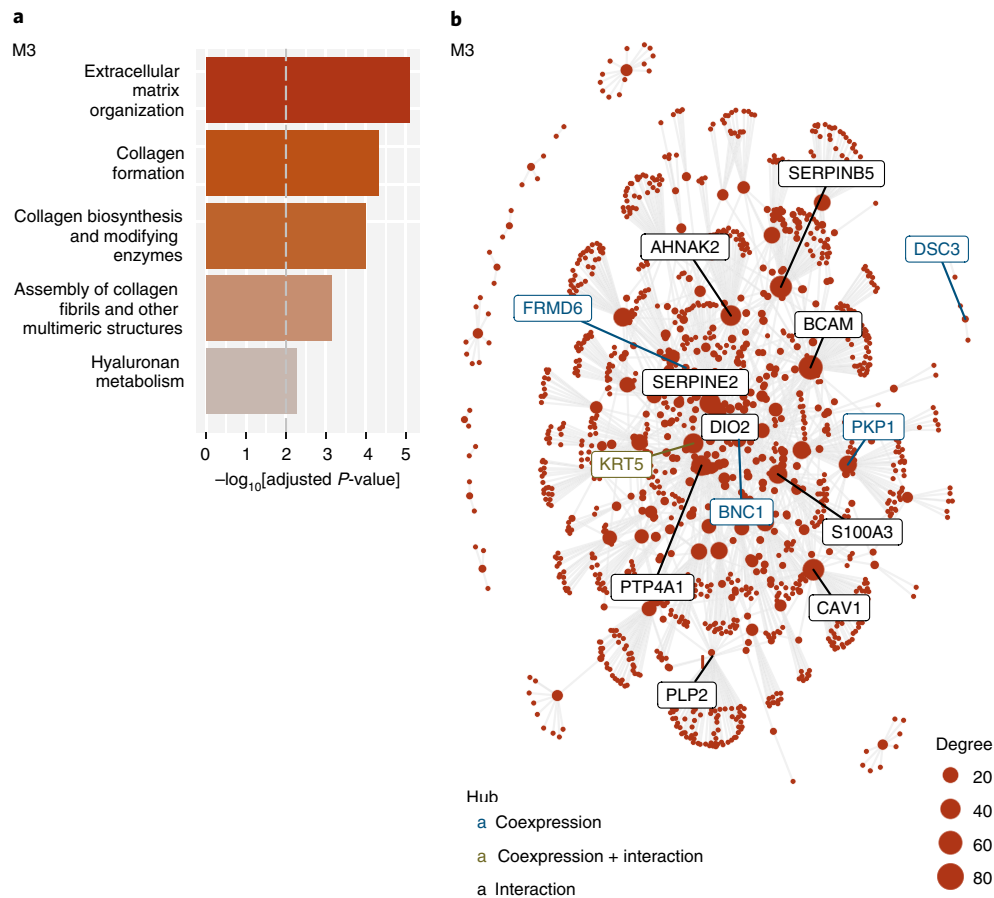 a
M3
Extracellular
matrix
organization
Collagen
formation
Collagen biosynthesis
and modifying
enzymes
Assembly of collagen
fibrils and other
multimeric structures
Hyaluronan
metabolism
0 1 2 3 4 5
–log10[adjusted P-value]
b
M3
SERPINB5
AHNAK2
DSC3
FRMD6
BCAM
SERPINE2
DIO2
PKP1
KRT5
BNC1
S100A3
PTP4A1
CAV1
PLP2
Hub
a Coexpression
a Coexpression + interaction
a Interaction
Degree
20
40
60
80